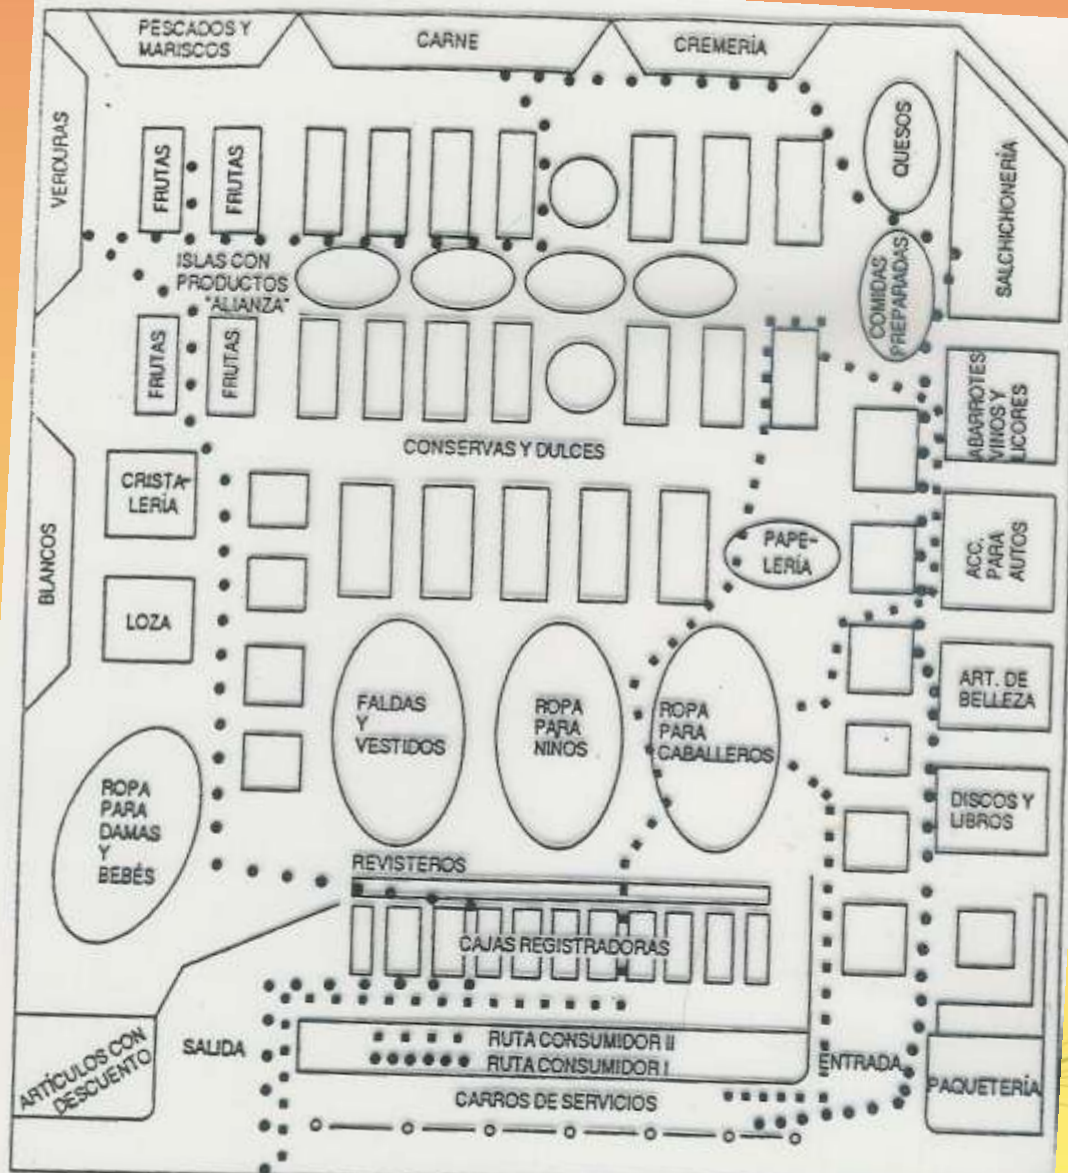 PESCADOS Y
MARISCOS
CARNE
CREMERÍA
VERDURAS
FRUTAS
FRUTAS
QUESOS
SALCHICHONERÍA
ISLAS CON
PRODUCTOS
"ALIANZA"
COMIDAS
PREPARADAS
FRUTAS
FRUTAS
ABARROTES
VINOS Y
LICORES
CONSERVAS Y DULCES
CRISTA-
LERÍA
BLANCOS
PAPE-
LERÍA
ACC.
PARA
AUTOS
LOZA
FALDAS
Y
VESTIDOS
ROPA
PARA
NINOS
ROPA
PARA
CABALLEROS
ART. DE
BELLEZA
ROPA
PARA
DAMAS
Y
BEBÉS
DISCOS Y
LIBROS
REVISTEROS
CAJAS REGISTRADORAS
SALIDA
RUTA CONSUMIDOR II
RUTA CONSUMIDOR I
ENTRADA
ARTÍCULOS CON
DESCUENTO
CARROS DE SERVICIOS
PAQUETERÍA